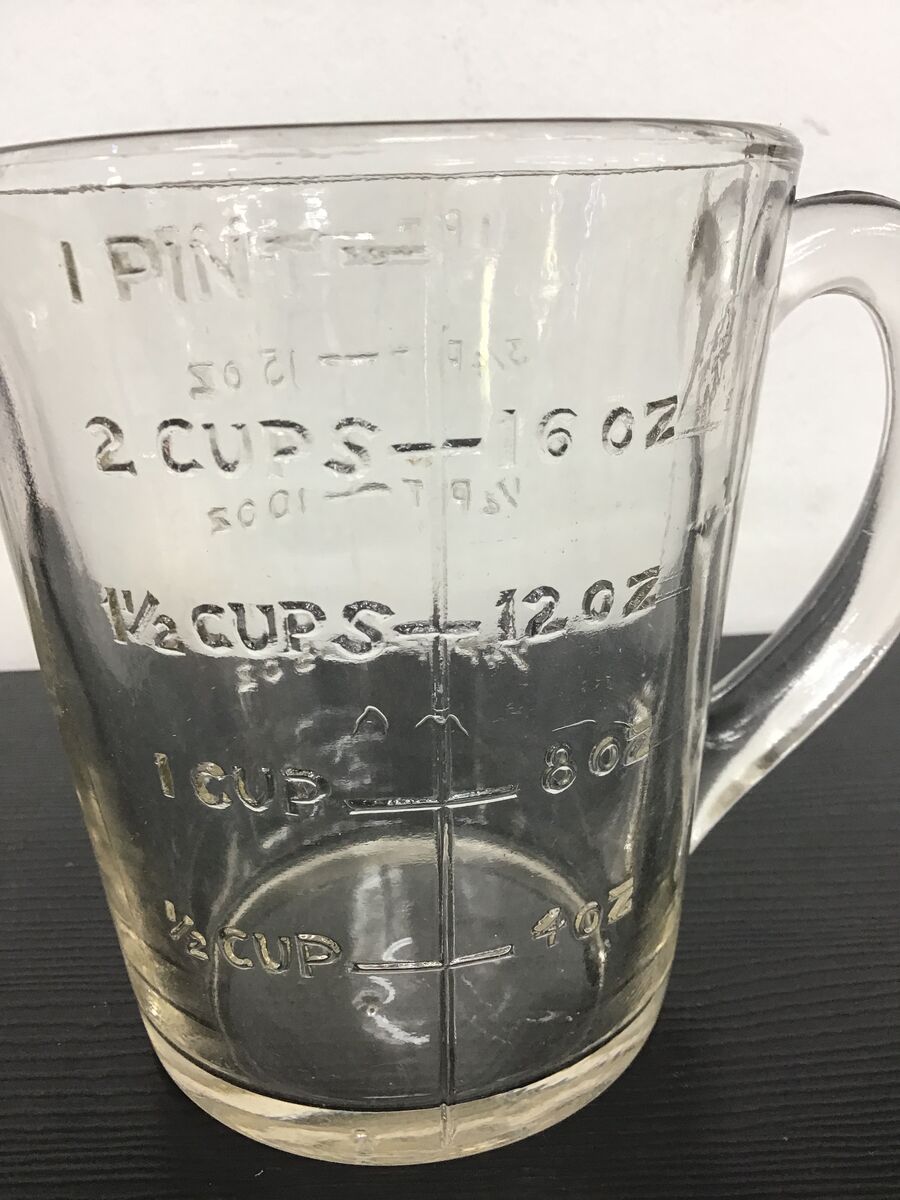 1 PINT
2 CUPS — 16 OZ
1½ CUPS — 12 OZ
1 CUP — 8 OZ
½ CUP — 4 OZ